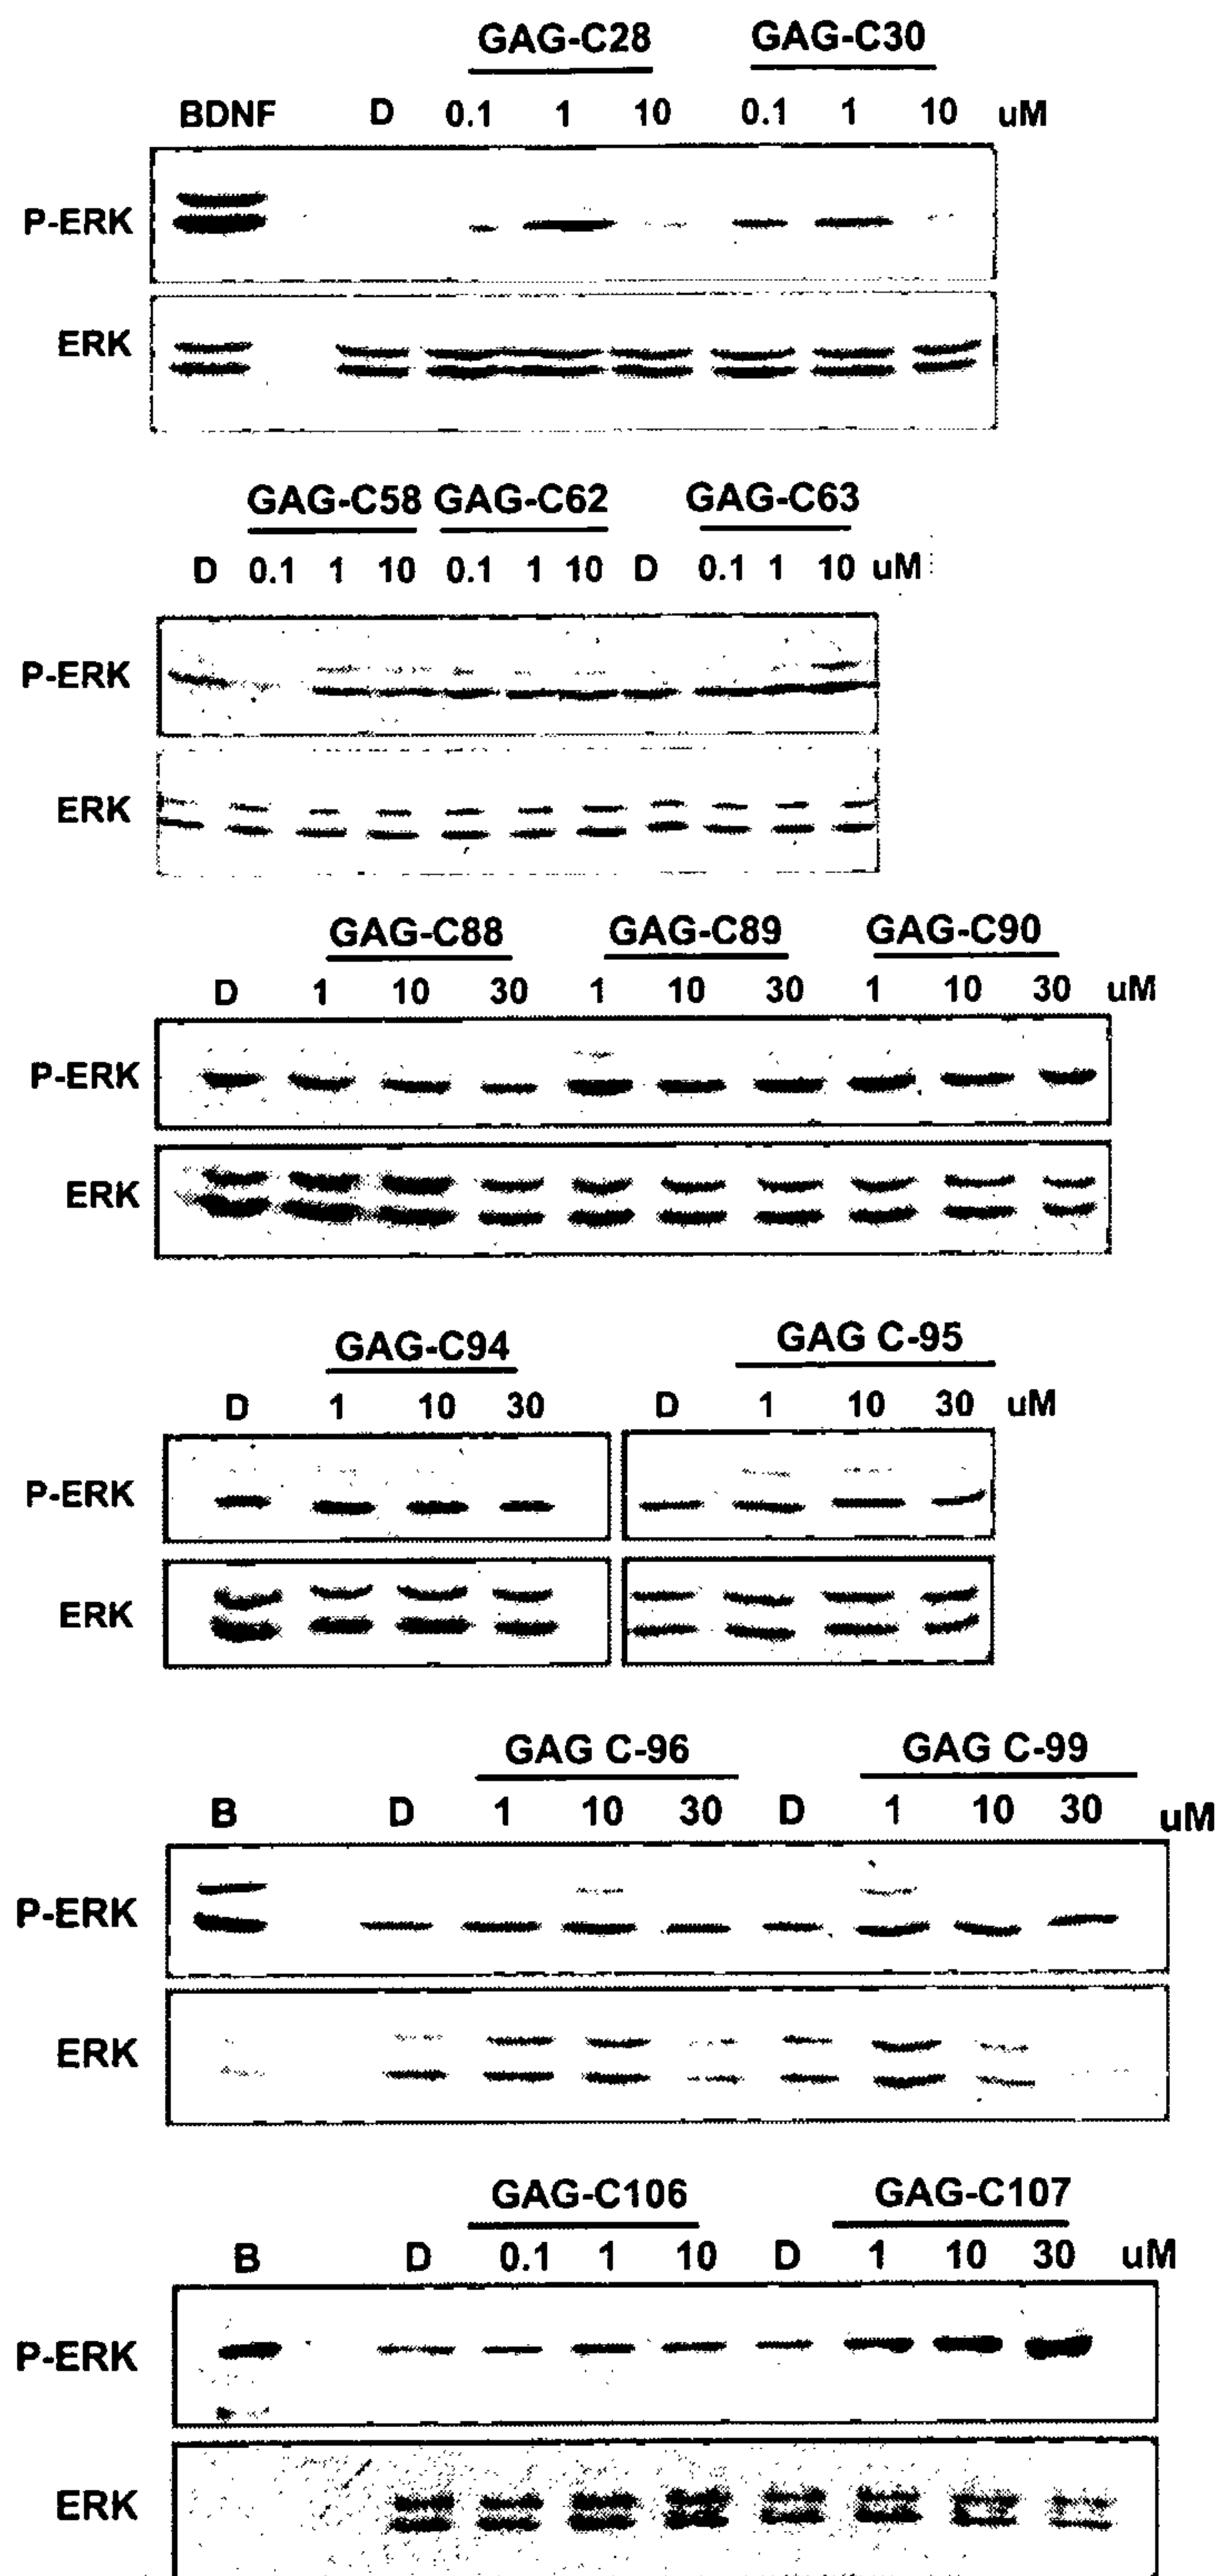 GAG-C28 GAG-C30
BDNF D 0.1 1 10 0.1 1 10 uM
P-ERK
ERK
GAG-C58 GAG-C62 GAG-C63
D 0.1 1 10 0.1 1 10 D 0.1 1 10 uM
P-ERK
ERK
GAG-C88 GAG-C89 GAG-C90
D 1 10 30 1 10 30 1 10 30 uM
P-ERK
ERK
GAG-C94 GAG C-95
D 1 10 30 D 1 10 30 uM
P-ERK
ERK
GAG C-96 GAG C-99
B D 1 10 30 D 1 10 30 uM
P-ERK
ERK
GAG-C106 GAG-C107
B D 0.1 1 10 D 1 10 30 uM
P-ERK
ERK